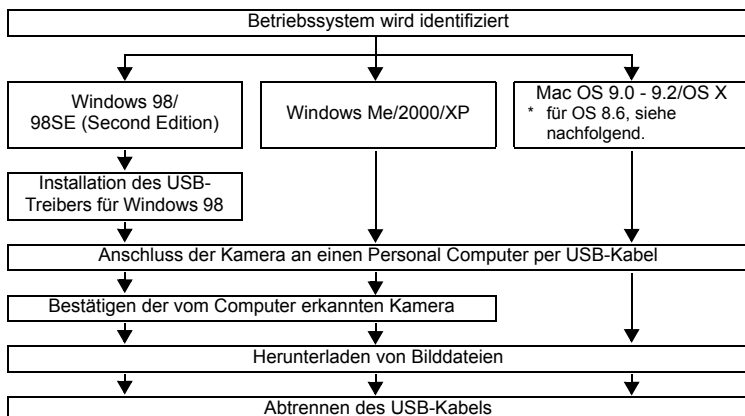 Betriebssystem wird identifiziert
Windows 98/
98SE (Second Edition)
Windows Me/2000/XP
Mac OS 9.0 - 9.2/OS X
* für OS 8.6, siehe
nachfolgend.
Installation des USB-
Treibers für Windows 98
Anschluss der Kamera an einen Personal Computer per USB-Kabel
Bestätigen der vom Computer erkannten Kamera
Herunterladen von Bilddateien
Abtrennen des USB-Kabels